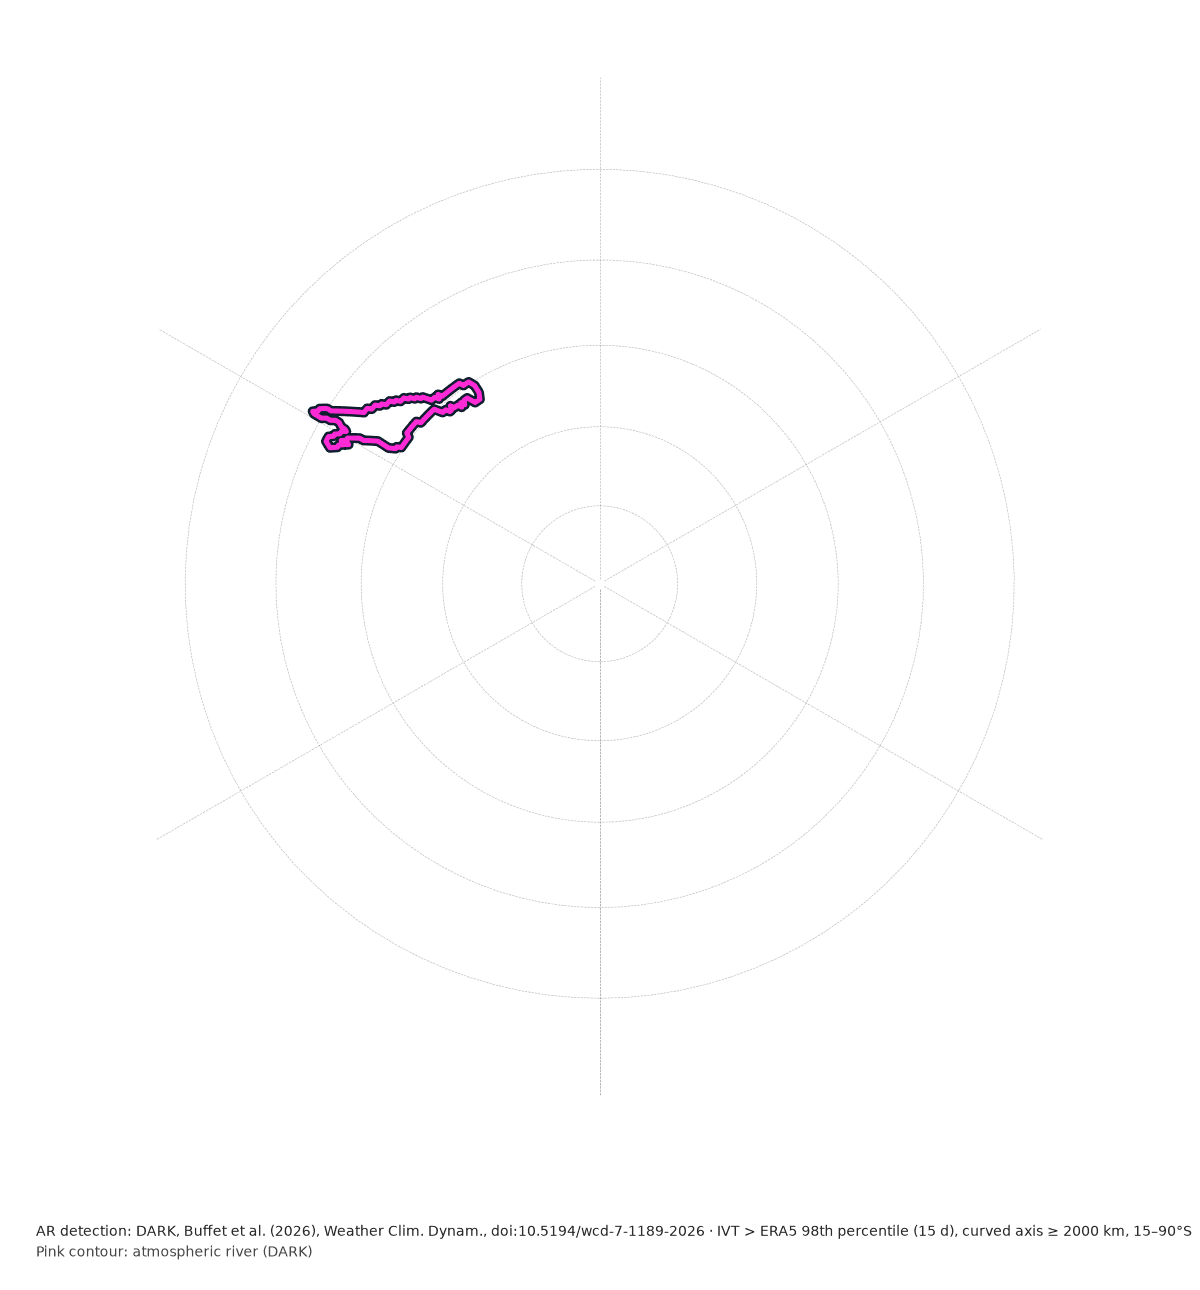 AR detection: DARK, Buffet et al. (2026), Weather Clim. Dynam., doi:10.5194/wcd-7-1189-2026 · IVT > ERA5 98th percentile (15 d), curved axis ≥ 2000 km, 15–90°S
Pink contour: atmospheric river (DARK)